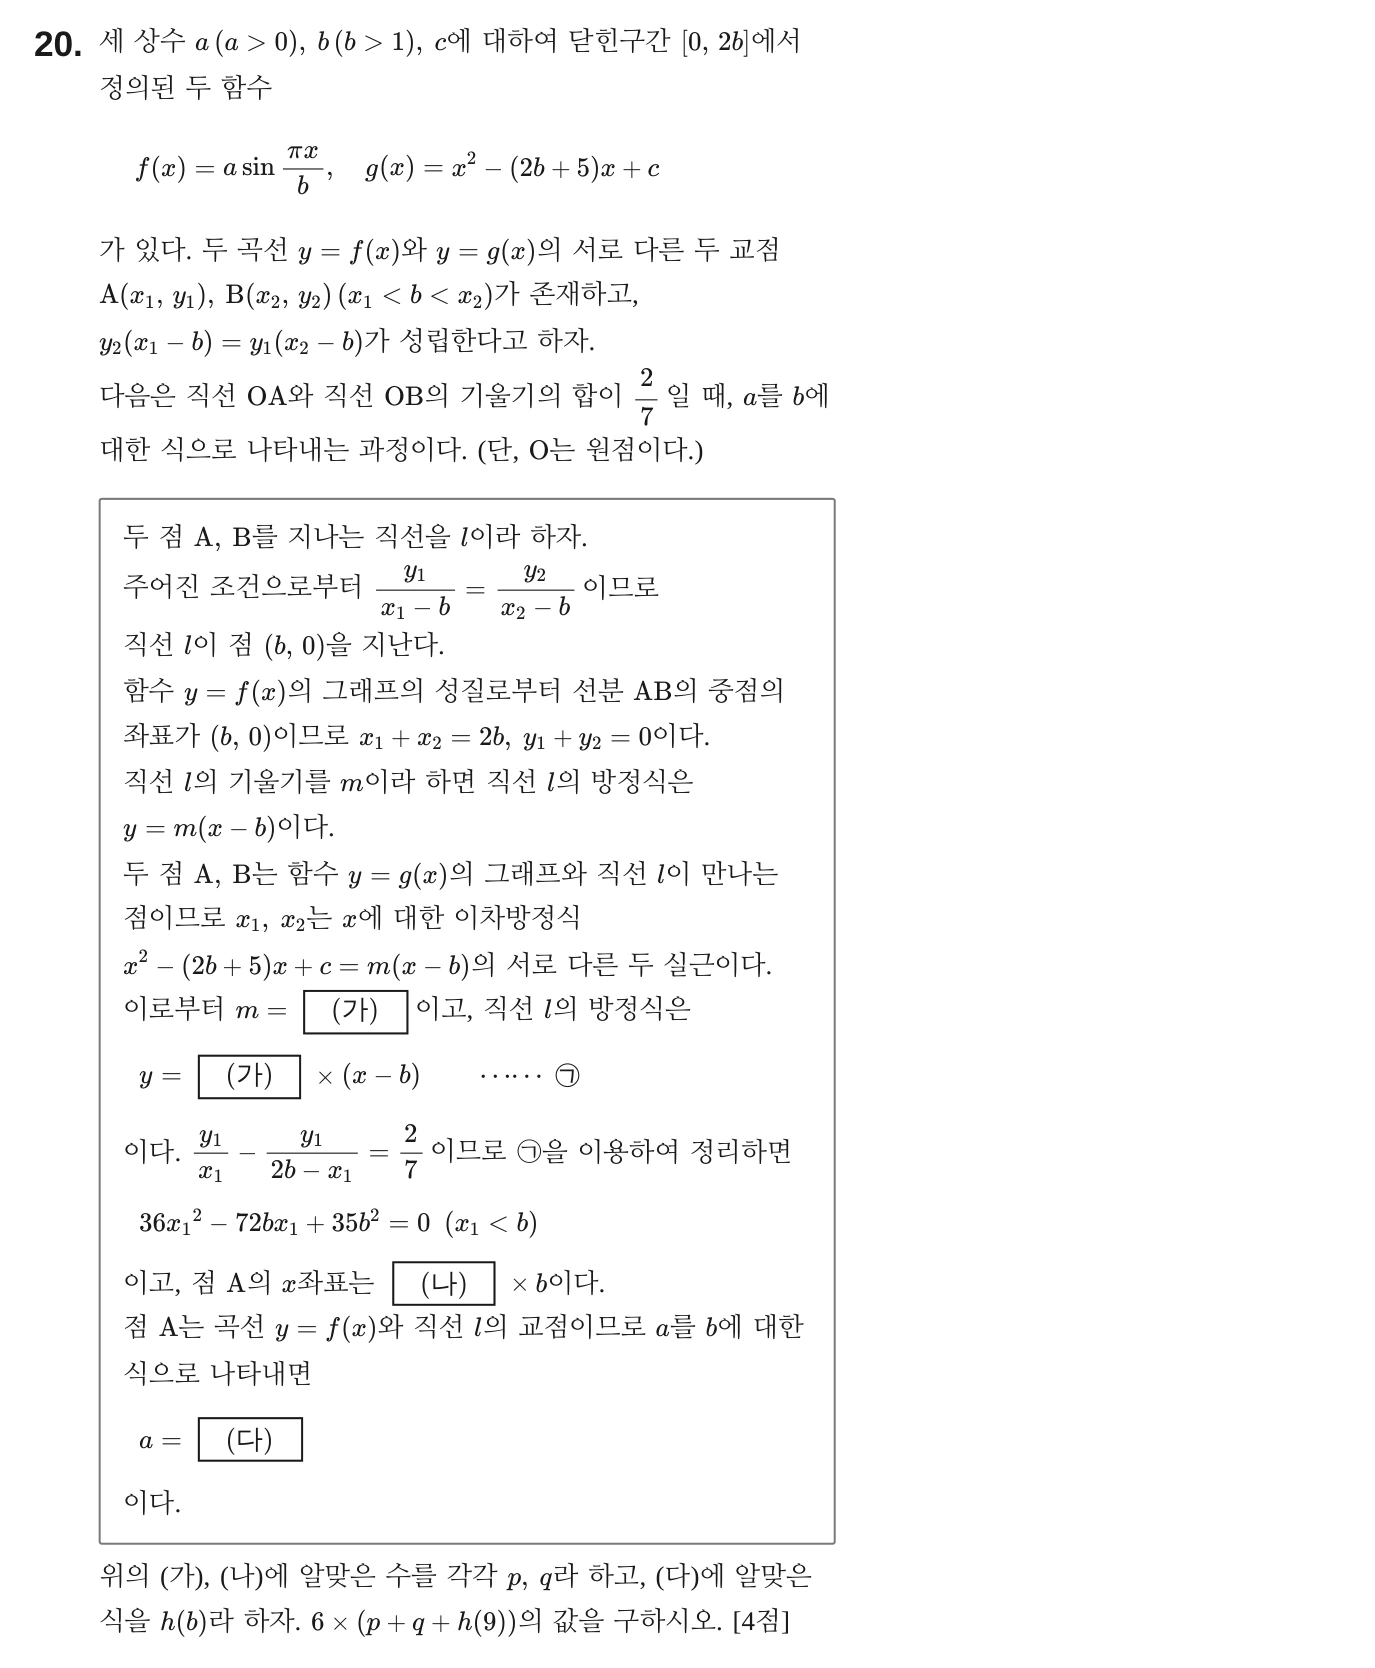 20. 세 상수 a(a > 0), b(b > 1), c에 대하여 닫힌구간 [0, 2b]에서
정의된 두 함수
f(x) = a sin πx/b, g(x) = x² − (2b + 5)x + c
가 있다. 두 곡선 y = f(x)와 y = g(x)의 서로 다른 두 교점
A(x₁, y₁), B(x₂, y₂)(x₁ < b < x₂)가 존재하고,
y₂(x₁ − b) = y₁(x₂ − b)가 성립한다고 하자.
다음은 직선 OA와 직선 OB의 기울기의 합이 2/7일 때, a를 b에
대한 식으로 나타내는 과정이다. (단, O는 원점이다.)
두 점 A, B를 지나는 직선을 l이라 하자.
주어진 조건으로부터 y₁/(x₁ − b) = y₂/(x₂ − b)이므로
직선 l이 점 (b, 0)을 지난다.
함수 y = f(x)의 그래프의 성질로부터 선분 AB의 중점의
좌표가 (b, 0)이므로 x₁ + x₂ = 2b, y₁ + y₂ = 0이다.
직선 l의 기울기를 m이라 하면 직선 l의 방정식은
y = m(x − b)이다.
두 점 A, B는 함수 y = g(x)의 그래프와 직선 l이 만나는
점이므로 x₁, x₂는 x에 대한 이차방정식
x² − (2b + 5)x + c = m(x − b)의 서로 다른 두 실근이다.
이로부터 m = (가) 이고, 직선 l의 방정식은
y = (가) × (x − b) ······ ㉠
이다. y₁/x₁ − y₁/(2b − x₁) = 2/7이므로 ㉠을 이용하여 정리하면
36x₁² − 72bx₁ + 35b² = 0 (x₁ < b)
이고, 점 A의 x좌표는 (나) × b이다.
점 A는 곡선 y = f(x)와 직선 l의 교점이므로 a를 b에 대한
식으로 나타내면
a = (다)
이다.
위의 (가), (나)에 알맞은 수를 각각 p, q라 하고, (다)에 알맞은
식을 h(b)라 하자. 6 × (p + q + h(9))의 값을 구하시오. [4점]